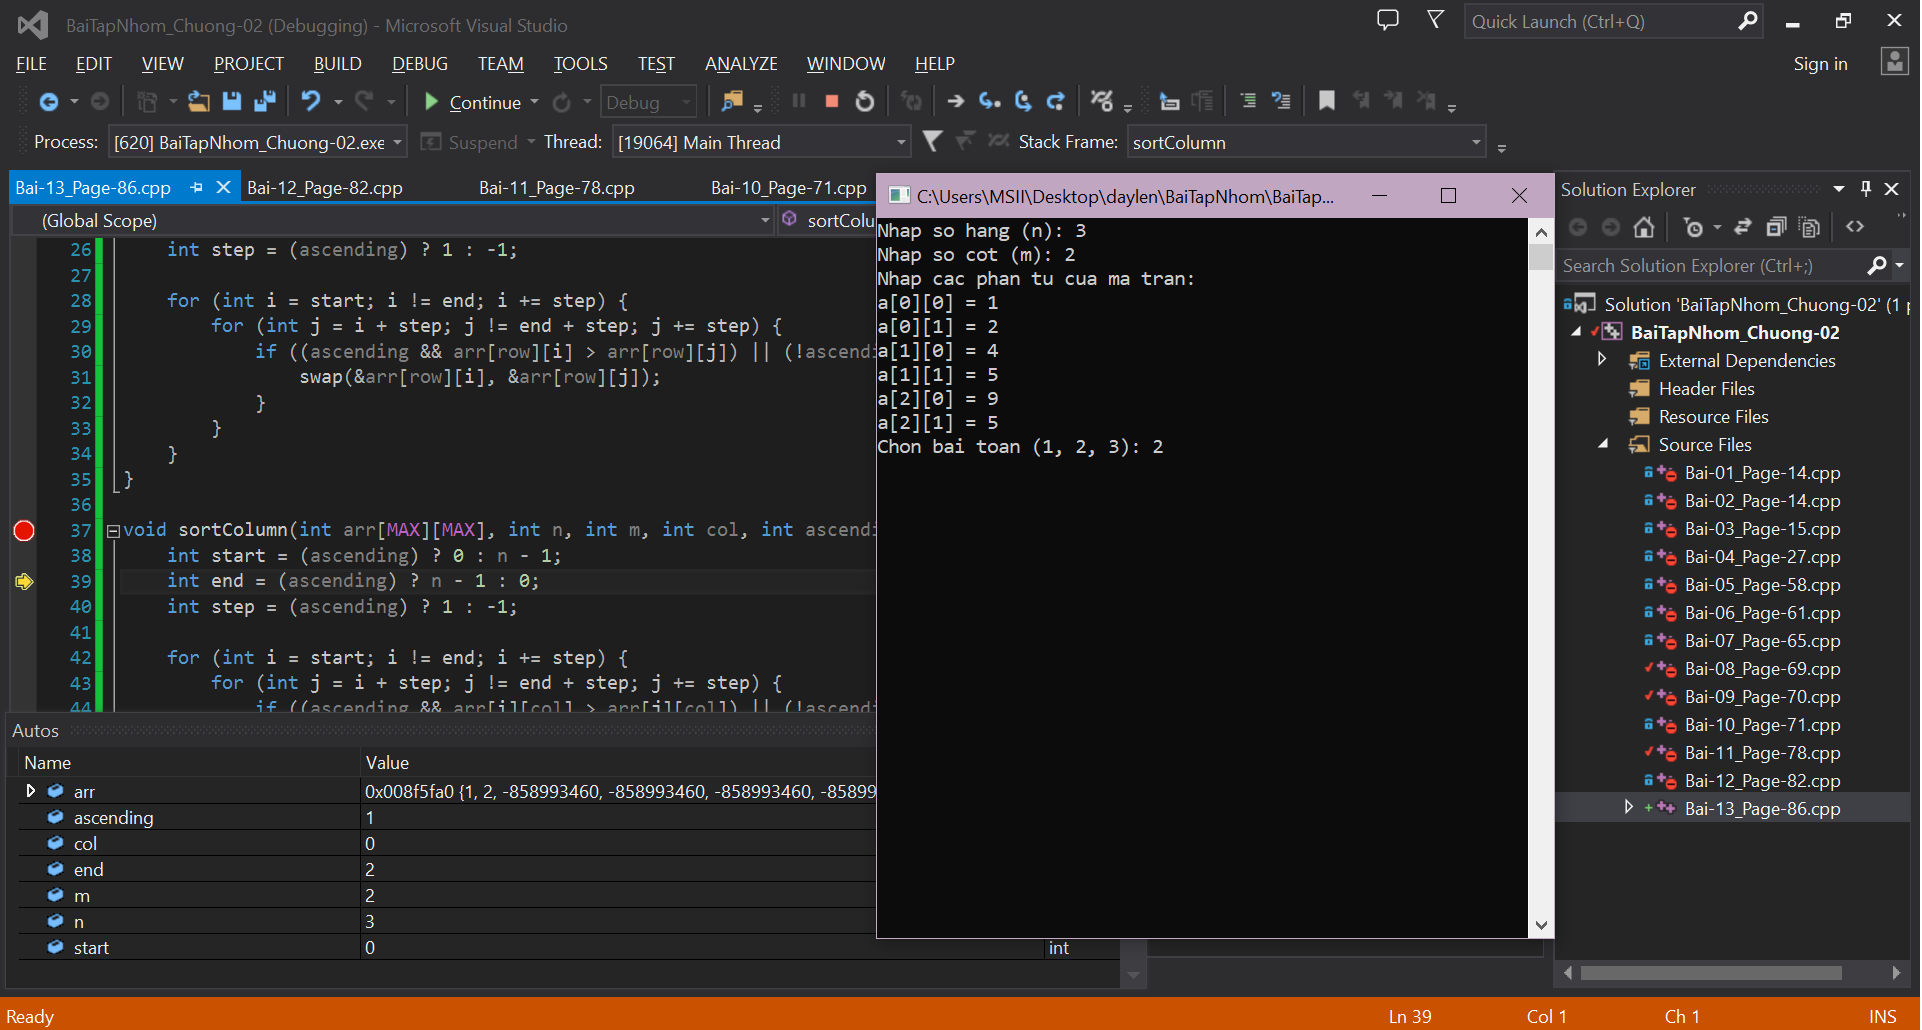 BaiTapNhom_Chuong-02 (Debugging) - Microsoft Visual Studio
Quick Launch (Ctrl+Q)
FILE EDIT VIEW PROJECT BUILD DEBUG TEAM TOOLS TEST ANALYZE WINDOW HELP
Sign in
Continue Debug
Process: [620] BaiTapNhom_Chuong-02.exe Suspend Thread: [19064] Main Thread Stack Frame: sortColumn
Bai-13_Page-86.cpp Bai-12_Page-82.cpp Bai-11_Page-78.cpp Bai-10_Page-71.cpp
(Global Scope) sortColu
26 int step = (ascending) ? 1 : -1;
27
28 for (int i = start; i != end; i += step) {
29 for (int j = i + step; j != end + step; j += step) {
30 if ((ascending && arr[row][i] > arr[row][j]) || (!ascendi
31 swap(&arr[row][i], &arr[row][j]);
32 }
33 }
34 }
35 }
36
37 void sortColumn(int arr[MAX][MAX], int n, int m, int col, int ascendi
38 int start = (ascending) ? 0 : n - 1;
39 int end = (ascending) ? n - 1 : 0;
40 int step = (ascending) ? 1 : -1;
41
42 for (int i = start; i != end; i += step) {
43 for (int j = i + step; j != end + step; j += step) {
44 if ((ascending && arr[i][col] > arr[j][col]) || (!ascendi
C:\Users\MSII\Desktop\daylen\BaiTapNhom\BaiTap...
Nhap so hang (n): 3
Nhap so cot (m): 2
Nhap cac phan tu cua ma tran:
a[0][0] = 1
a[0][1] = 2
a[1][0] = 4
a[1][1] = 5
a[2][0] = 9
a[2][1] = 5
Chon bai toan (1, 2, 3): 2
Autos
Name Value
arr 0x008f5fa0 {1, 2, -858993460, -858993460, -858993460, -85899
ascending 1
col 0
end 2
m 2
n 3
start 0 int
Solution Explorer
Search Solution Explorer (Ctrl+;)
Solution 'BaiTapNhom_Chuong-02' (1 p
BaiTapNhom_Chuong-02
External Dependencies
Header Files
Resource Files
Source Files
Bai-01_Page-14.cpp
Bai-02_Page-14.cpp
Bai-03_Page-15.cpp
Bai-04_Page-27.cpp
Bai-05_Page-58.cpp
Bai-06_Page-61.cpp
Bai-07_Page-65.cpp
Bai-08_Page-69.cpp
Bai-09_Page-70.cpp
Bai-10_Page-71.cpp
Bai-11_Page-78.cpp
Bai-12_Page-82.cpp
Bai-13_Page-86.cpp
Ready Ln 39 Col 1 Ch 1 INS